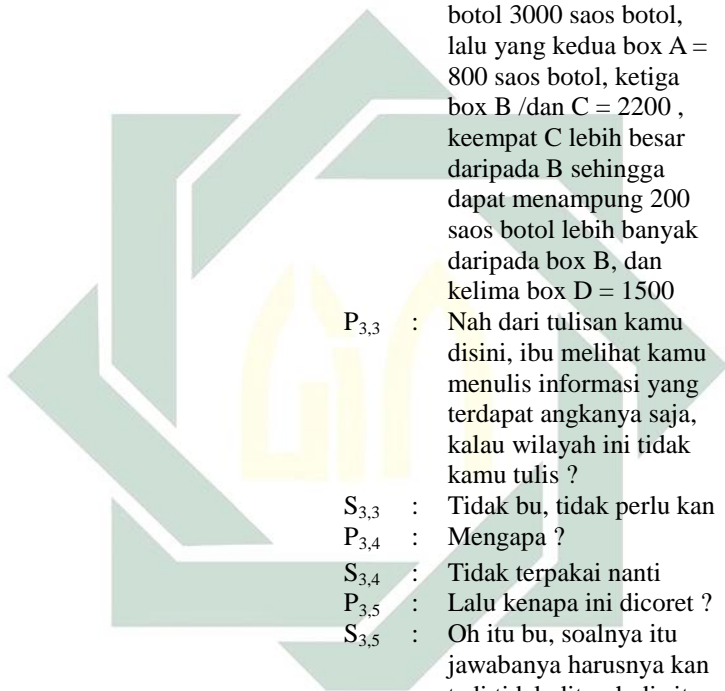 botol 3000 saos botol,
lalu yang kedua box A =
800 saos botol, ketiga
box B /dan C = 2200 ,
keempat C lebih besar
daripada B sehingga
dapat menampung 200
saos botol lebih banyak
daripada box B, dan
kelima box D = 1500
P3,3 : Nah dari tulisan kamu
disini, ibu melihat kamu
menulis informasi yang
terdapat angkanya saja,
kalau wilayah ini tidak
kamu tulis ?
S3,3 : Tidak bu, tidak perlu kan
P3,4 : Mengapa ?
S3,4 : Tidak terpakai nanti
P3,5 : Lalu kenapa ini dicoret ?
S3,5 : Oh itu bu, soalnya itu
jawabanya harusnya kan